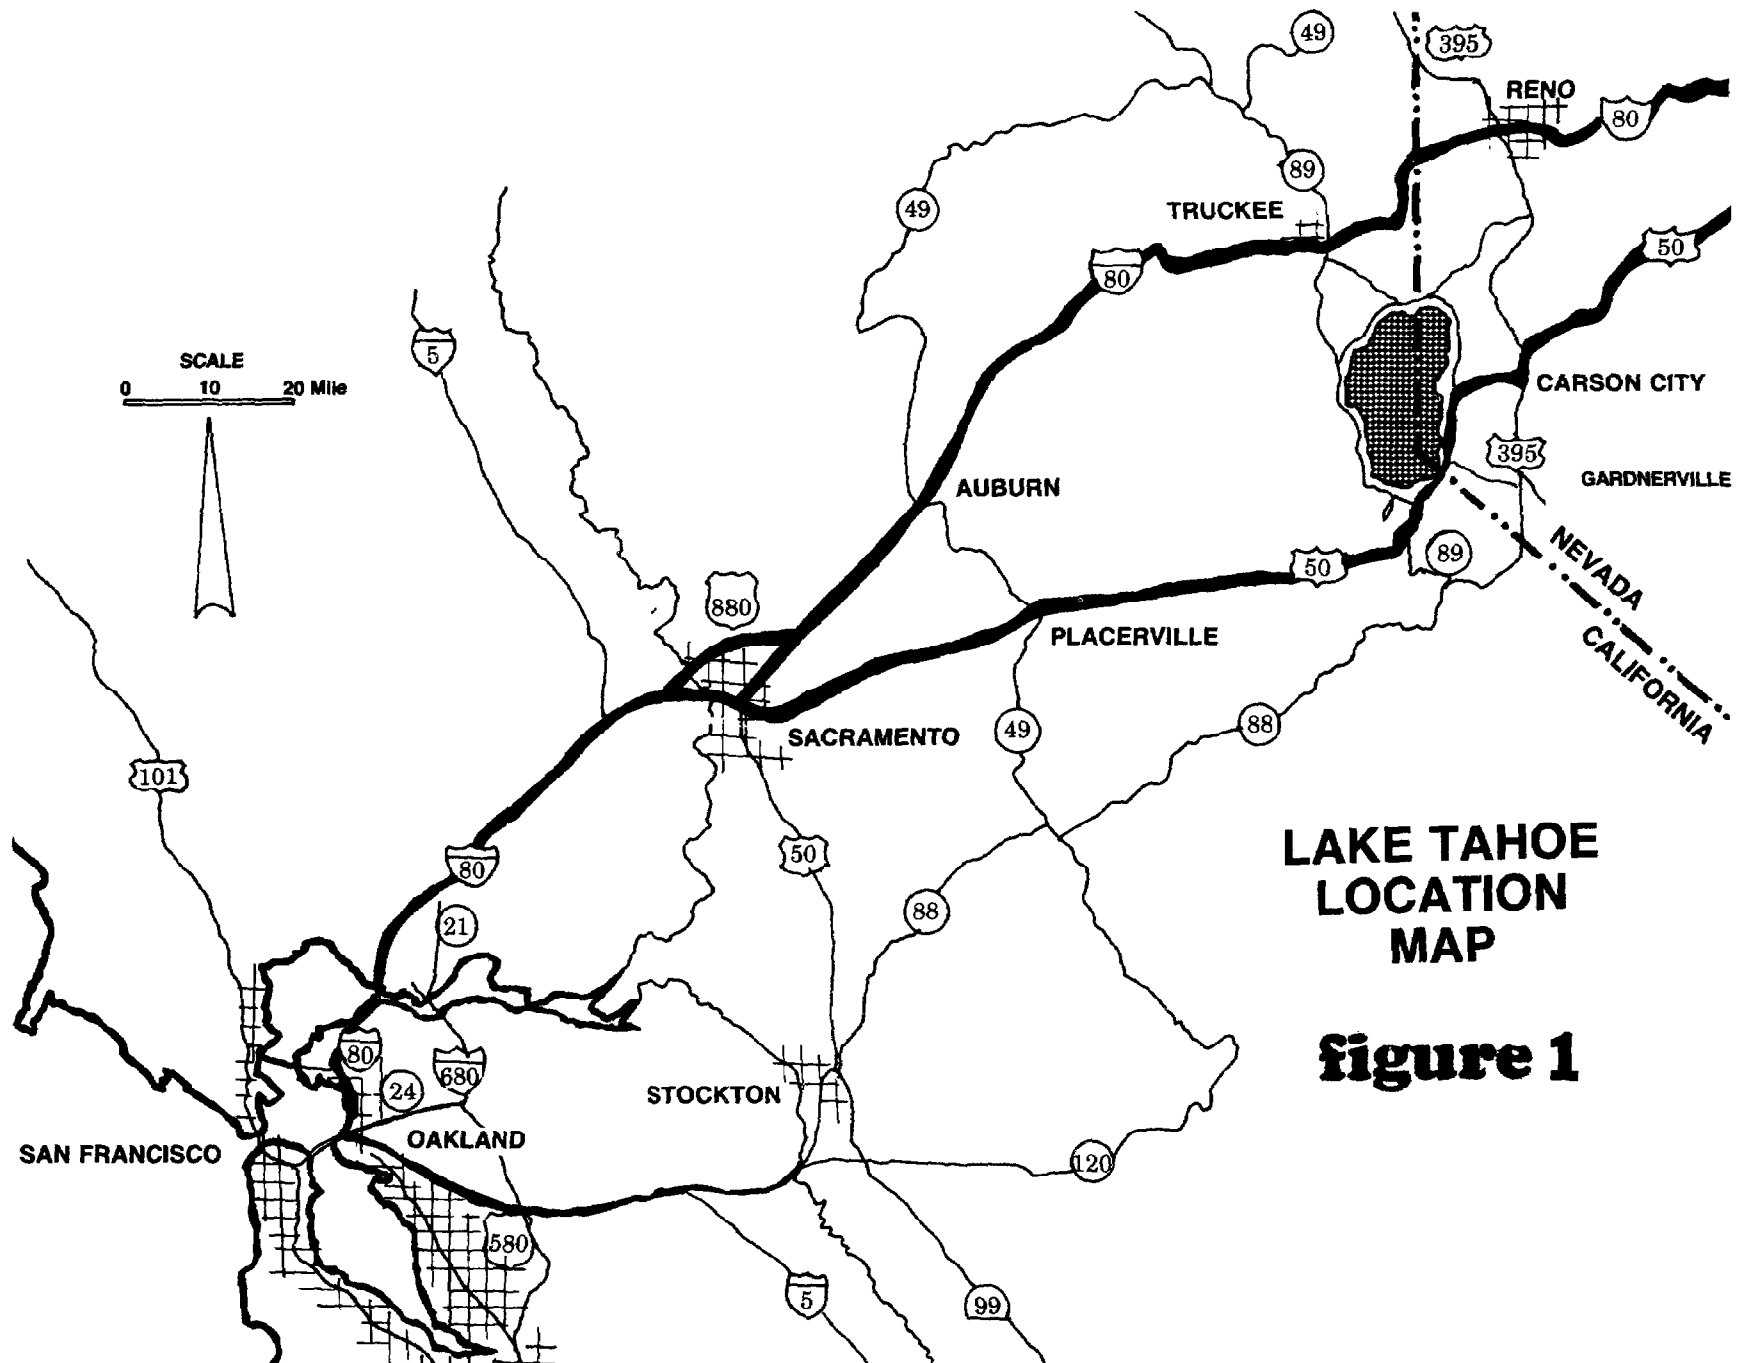 49
395
RENO
80
89
49
TRUCKEE
50
80
5
SCALE
0 10 20 Mile
CARSON CITY
395
GARDNERVILLE
AUBURN
NEVADA
89
50
880
CALIFORNIA
PLACERVILLE
49
88
SACRAMENTO
101
50
LAKE TAHOE
LOCATION
MAP
80
88
21
figure 1
80
680
24
STOCKTON
OAKLAND
SAN FRANCISCO
120
580
5
99